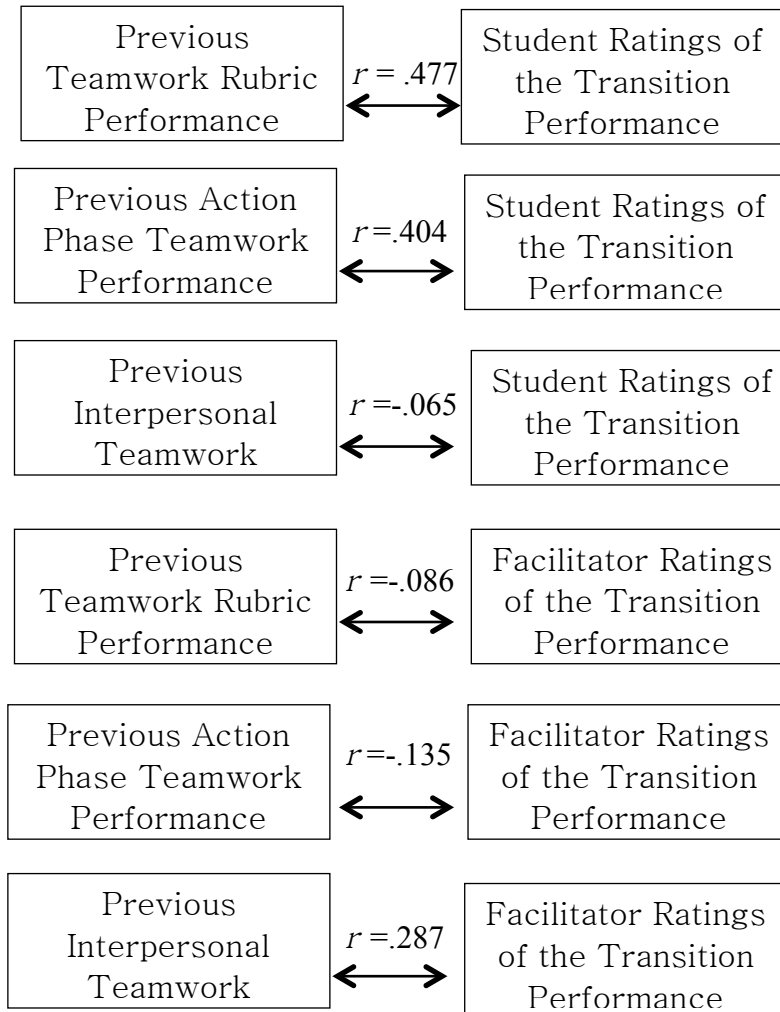 Previous
Teamwork Rubric
Performance
r = .477
Student Ratings of
the Transition
Performance
Previous Action
Phase Teamwork
Performance
r =.404
Student Ratings of
the Transition
Performance
Previous
Interpersonal
Teamwork
r =-.065
Student Ratings of
the Transition
Performance
Previous
Teamwork Rubric
Performance
r =-.086
Facilitator Ratings
of the Transition
Performance
Previous Action
Phase Teamwork
Performance
r =-.135
Facilitator Ratings
of the Transition
Performance
Previous
Interpersonal
Teamwork
r =.287
Facilitator Ratings
of the Transition
Performance